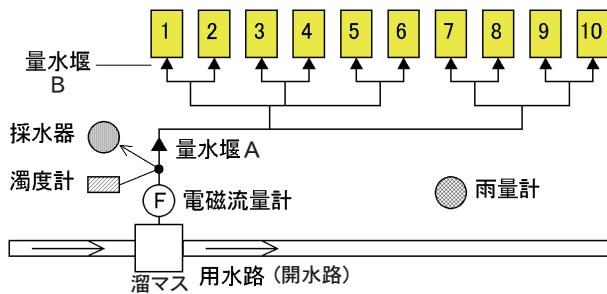 1 2 3 4 5 6 7 8 9 10
量水堰
B
採水器
量水堰A
濁度計
F 電磁流量計
雨量計
用水路(開水路)
溜マス